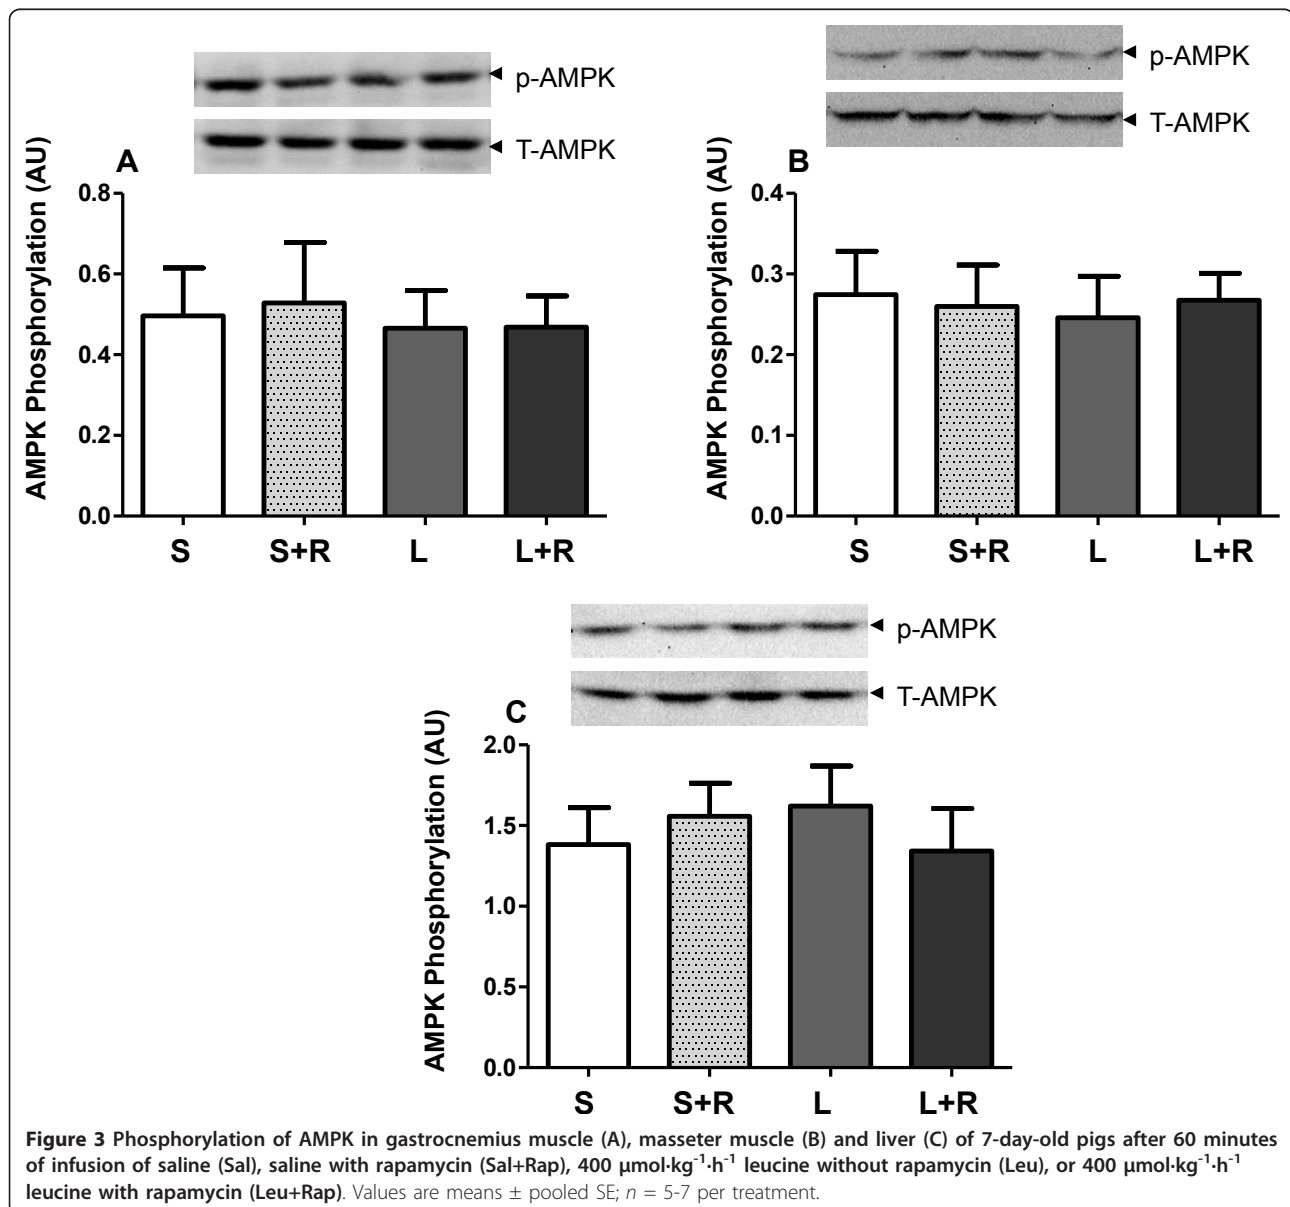 p-AMPK
T-AMPK
A
AMPK Phosphorylation (AU)
0.8
0.6
0.4
0.2
0.0
S S+R L L+R
p-AMPK
T-AMPK
B
AMPK Phosphorylation (AU)
0.4
0.3
0.2
0.1
0.0
S S+R L L+R
p-AMPK
T-AMPK
C
AMPK Phosphorylation (AU)
2.0
1.5
1.0
0.5
0.0
S S+R L L+R
Figure 3 Phosphorylation of AMPK in gastrocnemius muscle (A), masseter muscle (B) and liver (C) of 7-day-old pigs after 60 minutes
of infusion of saline (Sal), saline with rapamycin (Sal+Rap), 400 μmol·kg⁻¹·h⁻¹ leucine without rapamycin (Leu), or 400 μmol·kg⁻¹·h⁻¹
leucine with rapamycin (Leu+Rap). Values are means ± pooled SE; n = 5-7 per treatment.